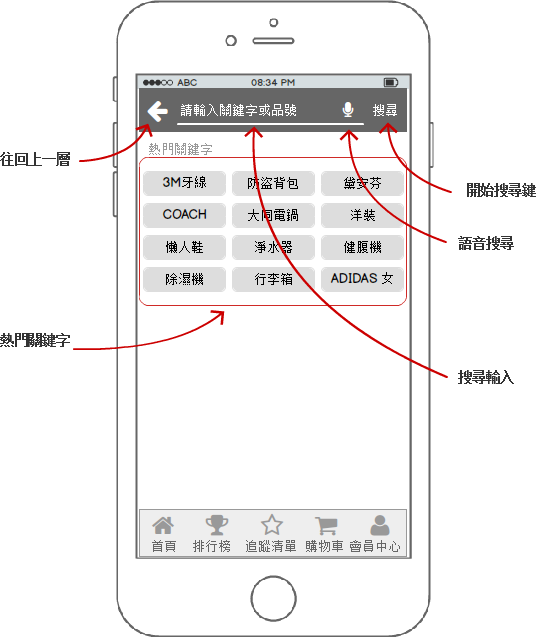 ABC 08:34 PM
請輸入關鍵字或品號 搜尋
往回上一層
熱門關鍵字
開始搜尋鍵
3M牙線 防盜背包 黛安芬
COACH 大同電鍋 洋裝
語音搜尋
懶人鞋 淨水器 健腹機
除濕機 行李箱 ADIDAS 女
熱門關鍵字
搜尋輸入
首頁 排行榜 追蹤清單 購物車 會員中心